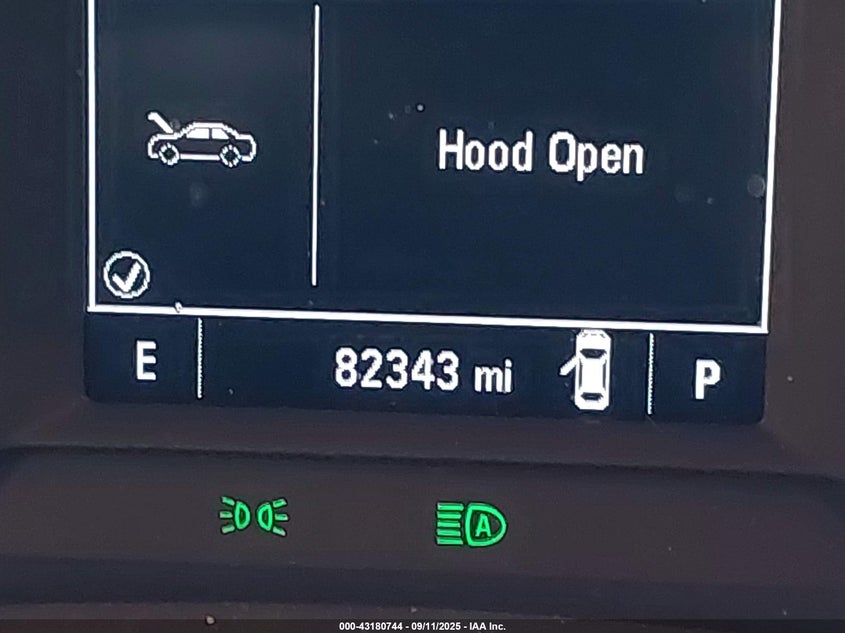 Hood Open
E 82343 mi P
A
000-43180744 - 09/11/2025 - IAA Inc.